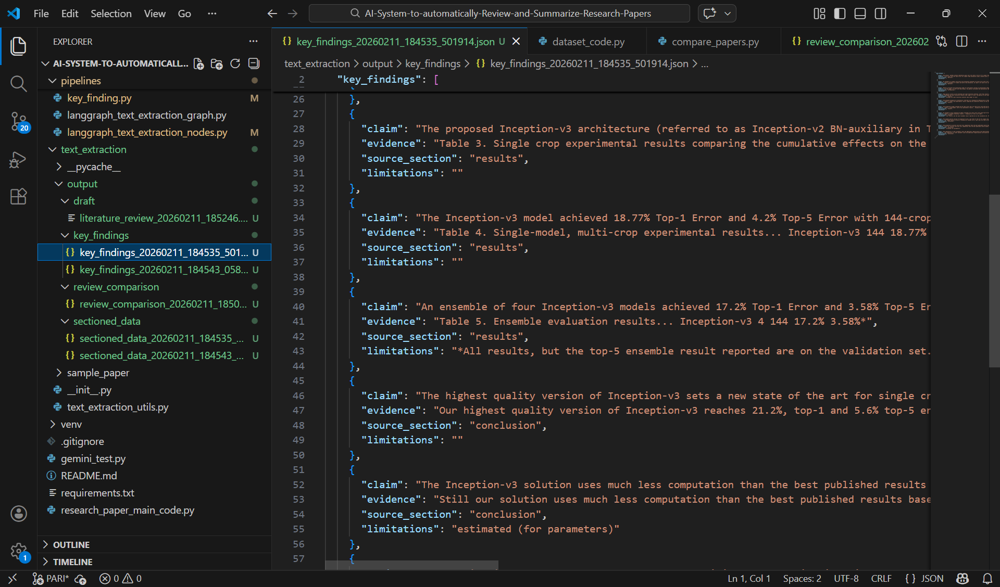 File Edit Selection View Go ...
AI-System-to-automatically-Review-and-Summarize-Research-Papers
EXPLORER
AI-SYSTEM-TO-AUTOMATICALL...
pipelines
key_finding.py M
langgraph_text_extraction_graph.py
langgraph_text_extraction_nodes.py M
text_extraction
__pycache__
output
draft
literature_review_20260211_185246.... U
key_findings
key_findings_20260211_184535_501... U
key_findings_20260211_184543_058... U
review_comparison
review_comparison_20260211_1850... U
sectioned_data
sectioned_data_20260211_184535_... U
sectioned_data_20260211_184543_... U
sample_paper
__init__.py
text_extraction_utils.py
venv
.gitignore
gemini_test.py
README.md
requirements.txt
research_paper_main_code.py
OUTLINE
TIMELINE
20
1
{} key_findings_20260211_184535_501914.json U
dataset_code.py
compare_papers.py
{} review_comparison_202602
text_extraction > output > key_findings > {} key_findings_20260211_184535_501914.json > ...
2 "key_findings": [
26 },
27 {
28 "claim": "The proposed Inception-v3 architecture (referred to as Inception-v2 BN-auxiliary in T
29 "evidence": "Table 3. Single crop experimental results comparing the cumulative effects on the
30 "source_section": "results",
31 "limitations": ""
32 },
33 {
34 "claim": "The Inception-v3 model achieved 18.77% Top-1 Error and 4.2% Top-5 Error with 144-crop
35 "evidence": "Table 4. Single-model, multi-crop experimental results... Inception-v3 144 18.77%
36 "source_section": "results",
37 "limitations": ""
38 },
39 {
40 "claim": "An ensemble of four Inception-v3 models achieved 17.2% Top-1 Error and 3.58% Top-5 Er
41 "evidence": "Table 5. Ensemble evaluation results... Inception-v3 4 144 17.2% 3.58%*",
42 "source_section": "results",
43 "limitations": "*All results, but the top-5 ensemble result reported are on the validation set.
44 },
45 {
46 "claim": "The highest quality version of Inception-v3 sets a new state of the art for single cr
47 "evidence": "Our highest quality version of Inception-v3 reaches 21.2%, top-1 and 5.6% top-5 er
48 "source_section": "conclusion",
49 "limitations": ""
50 },
51 {
52 "claim": "The Inception-v3 solution uses much less computation than the best published results
53 "evidence": "Still our solution uses much less computation than the best published results base
54 "source_section": "conclusion",
55 "limitations": "estimated (for parameters)"
56 },
57 {
PARI* 0 0 Ln 1, Col 1 Spaces: 2 UTF-8 CRLF {} JSON